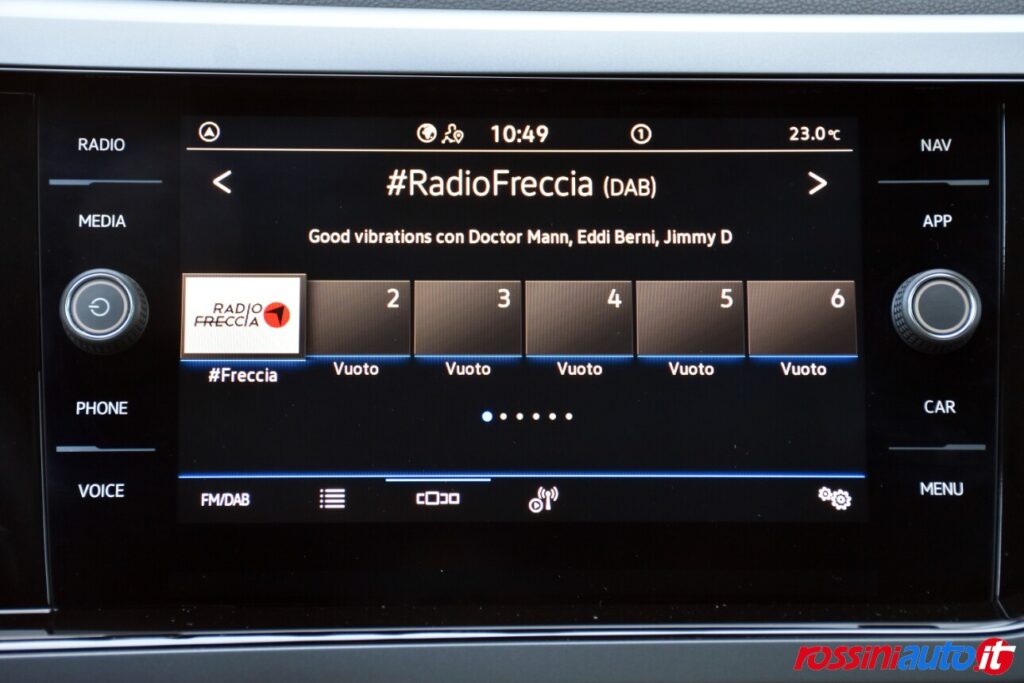 RADIO
MEDIA
PHONE
VOICE
10:49
1
23.0°C
< #RadioFreccia (DAB) >
Good vibrations con Doctor Mann, Eddi Berni, Jimmy D
RADIO
FRECCIA
2 3 4 5 6
#Freccia Vuoto Vuoto Vuoto Vuoto Vuoto
FM/DAB
NAV
APP
CAR
MENU
rossiniauto.it